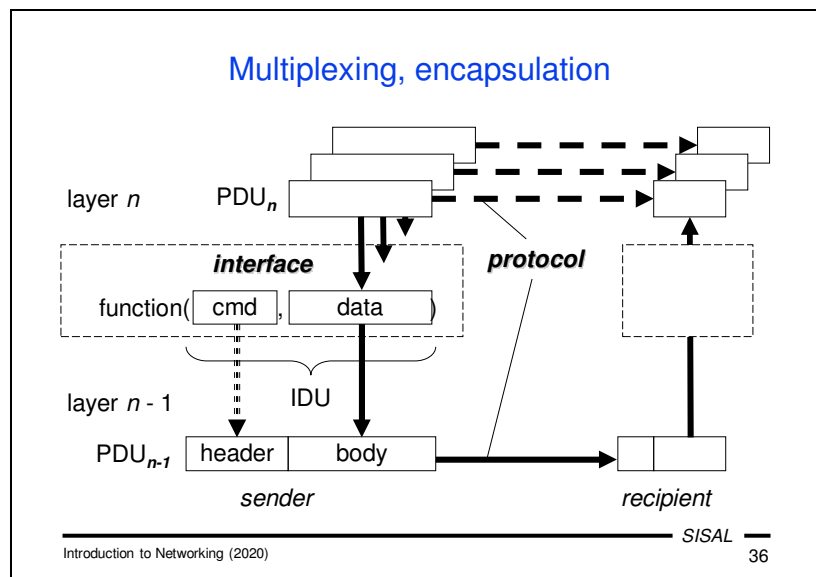 Multiplexing, encapsulation
layer n PDUn
interface protocol
function( cmd , data )
IDU
layer n - 1
PDUn-1 header body
sender recipient
SISAL
Introduction to Networking (2020) 36